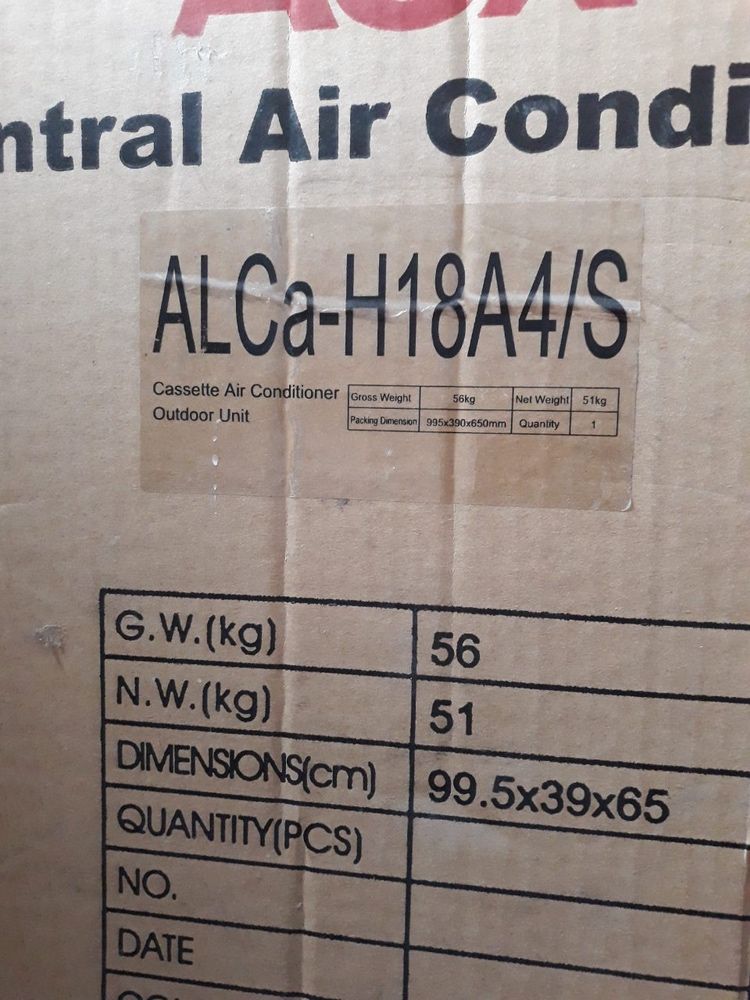 ntral Air Condi
ALCa-H18A4/S
Cassette Air Conditioner
Outdoor Unit
Gross Weight 56kg Net Weight 51kg
Packing Dimension 995x390x650mm Quantity 1
G.W.(kg) 56
N.W.(kg) 51
DIMENSIONS(cm) 99.5x39x65
QUANTITY(PCS)
NO.
DATE